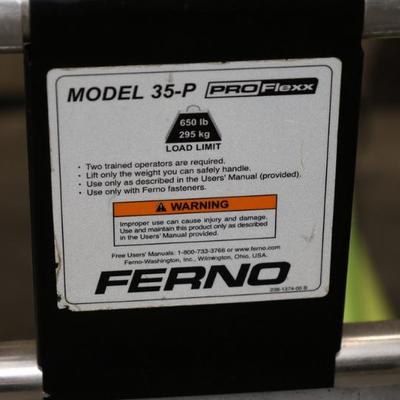 MODEL 35-P PROFlexx
650 lb
295 kg
LOAD LIMIT
• Two trained operators are required.
• Lift only the weight you can safely handle.
• Use only as described in the Users' Manual (provided).
• Use only with Ferno fasteners.
WARNING
Improper use can cause injury and damage.
Use and maintain this product only as described
in the Users' Manual provided.
Free Users' Manuals: 1-800-733-3766 or www.ferno.com
Ferno-Washington, Inc., Wilmington, Ohio, USA.
FERNO